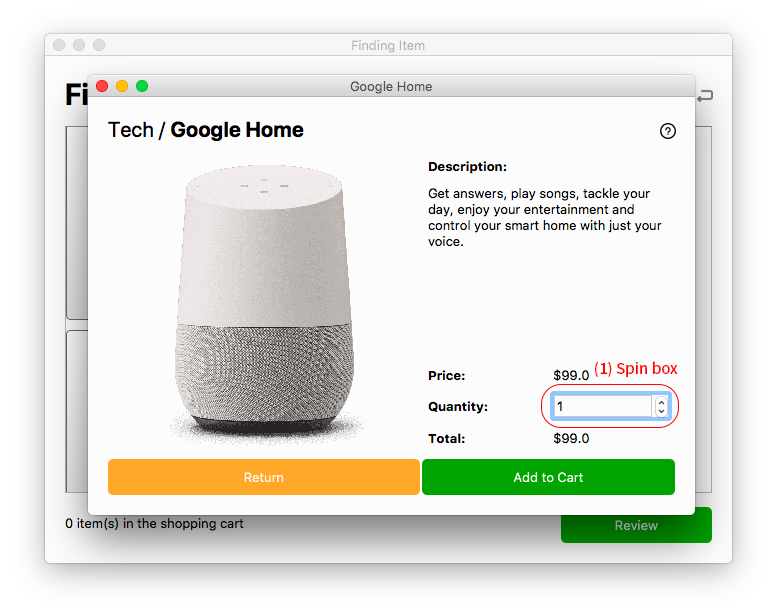 Finding Item
Fi
Google Home
Tech / Google Home
Description:
Get answers, play songs, tackle your
day, enjoy your entertainment and
control your smart home with just your
voice.
Price: $99.0 (1) Spin box
Quantity: 1
Total: $99.0
Return Add to Cart
0 item(s) in the shopping cart Review